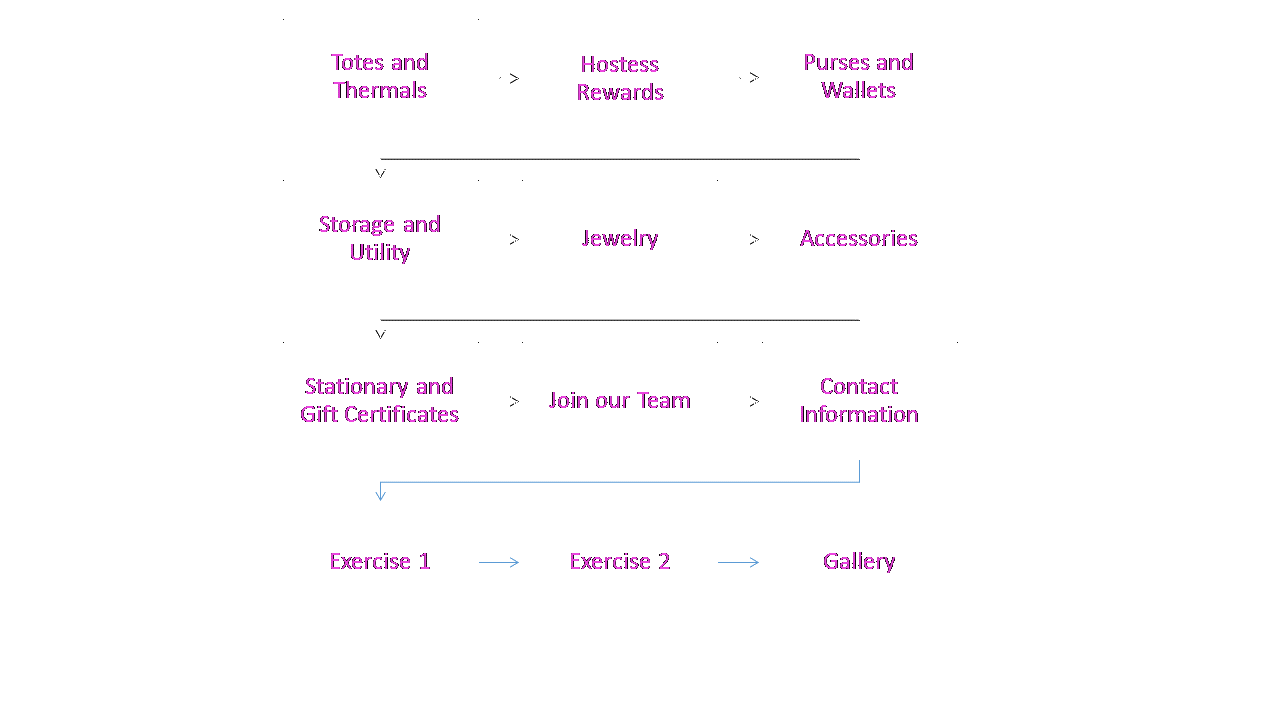 Totes and
Thermals
Hostess
Rewards
Purses and
Wallets
Storage and
Utility
Jewelry
Accessories
Stationary and
Gift Certificates
Join our Team
Contact
Information
Exercise 1
Exercise 2
Gallery